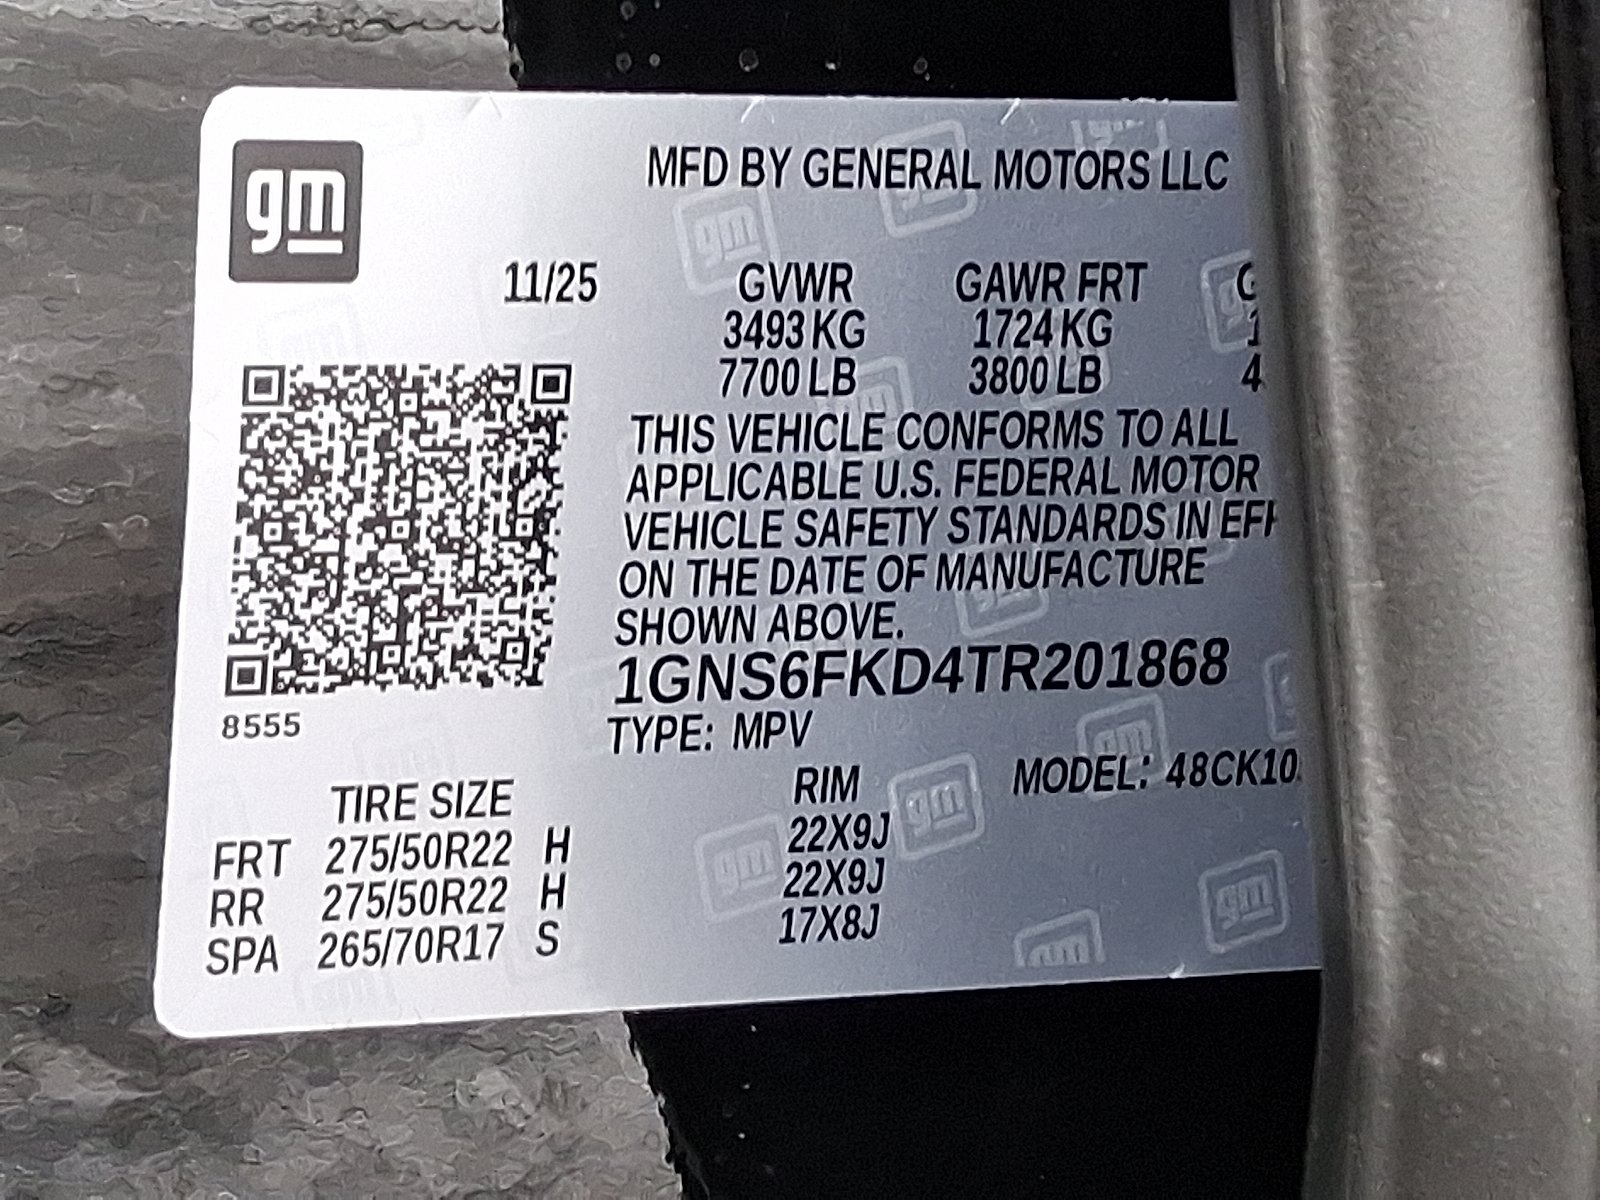 gm
MFD BY GENERAL MOTORS LLC
11/25 GVWR GAWR FRT
3493 KG 1724 KG
7700 LB 3800 LB
THIS VEHICLE CONFORMS TO ALL
APPLICABLE U.S. FEDERAL MOTOR
VEHICLE SAFETY STANDARDS IN
ON THE DATE OF MANUFACTURE
SHOWN ABOVE.
1GNS6FKD4TR201868
8555
TYPE: MPV
MODEL: 48CK10
TIRE SIZE RIM
FRT 275/50R22 H 22X9J
RR 275/50R22 H 22X9J
SPA 265/70R17 S 17X8J